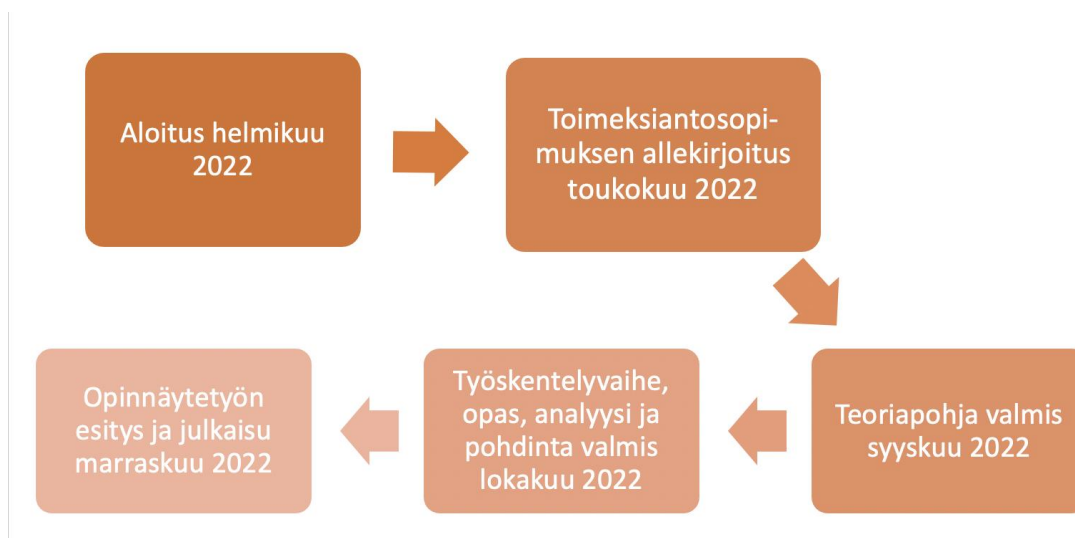 Aloitus helmikuu
2022
Toimeksiantosopi-
muksen allekirjoitus
toukokuu 2022
Teoriapohja valmis
syyskuu 2022
Työskentelyvaihe,
opas, analyysi ja
pohdinta valmis
lokakuu 2022
Opinnäytetyön
esitys ja julkaisu
marraskuu 2022